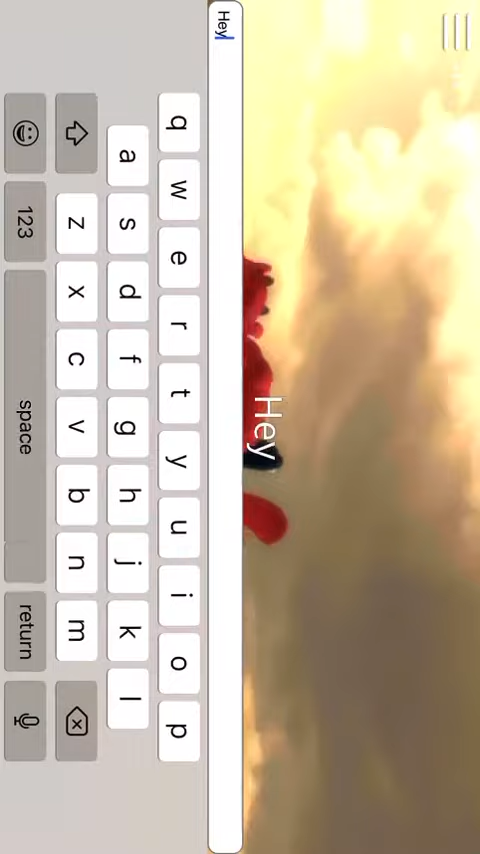 Hey
Hey
q w e r t y u i o p
a s d f g h j k l
z x c v b n m
123 space return